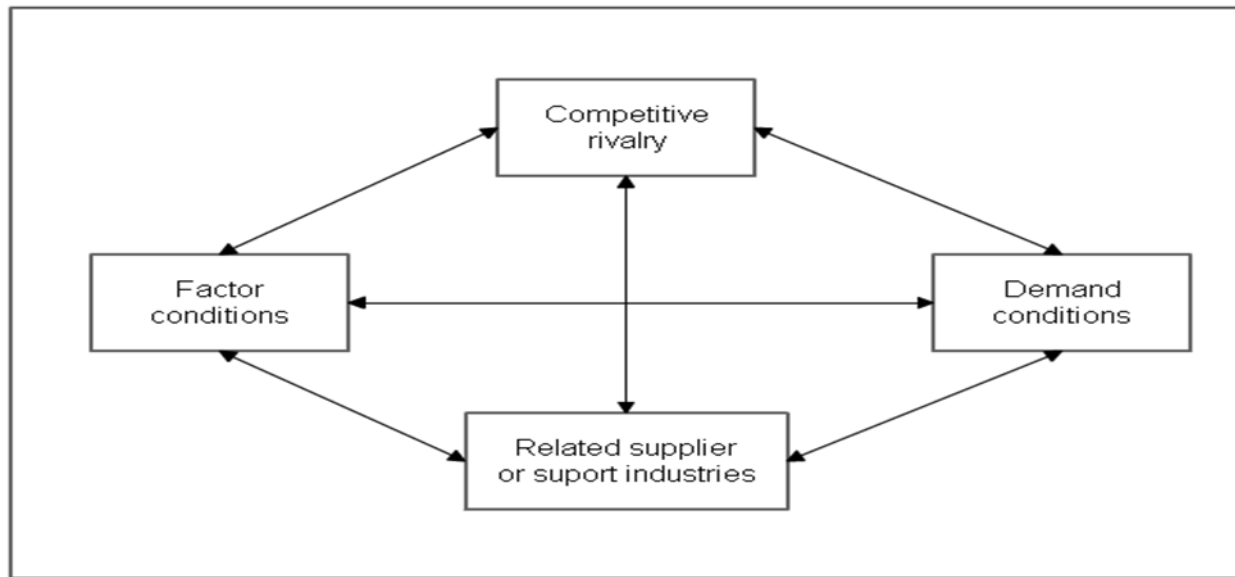 Competitive
rivalry
Factor
conditions
Demand
conditions
Related supplier
or suport industries